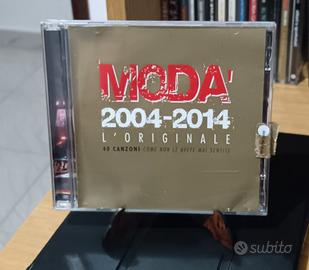 MODA'
2004-2014
L'ORIGINALE
40 CANZONI COME NON LE AVETE MAI SENTITE
subito